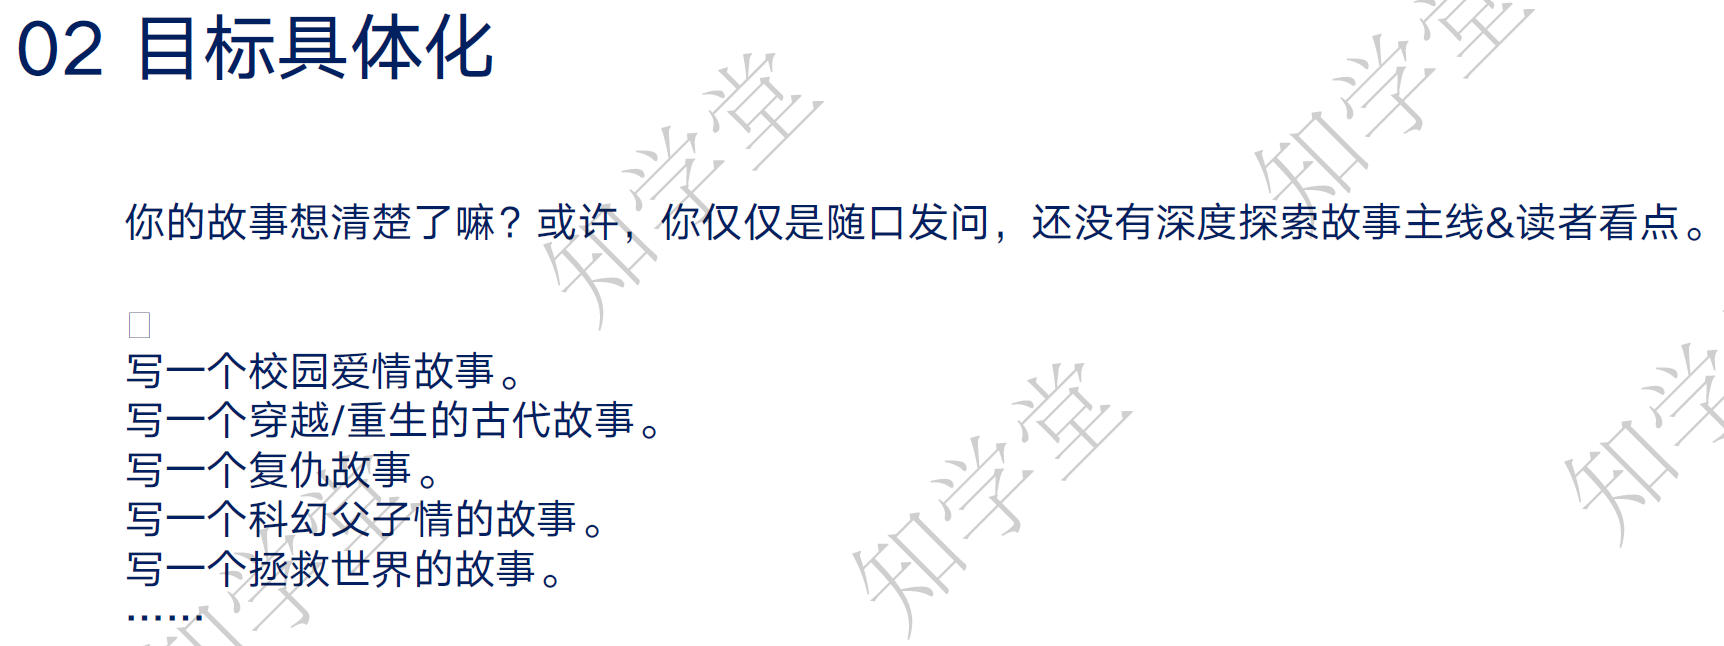 02 目标具体化
知学堂
知学堂
你的故事想清楚了嘛？或许，你仅仅是随口发问，还没有深度探索故事主线&读者看点。
写一个校园爱情故事。
写一个穿越/重生的古代故事。
写一个复仇故事。
写一个科幻父子情的故事。
写一个拯救世界的故事。
……
知学堂
知学堂
知学